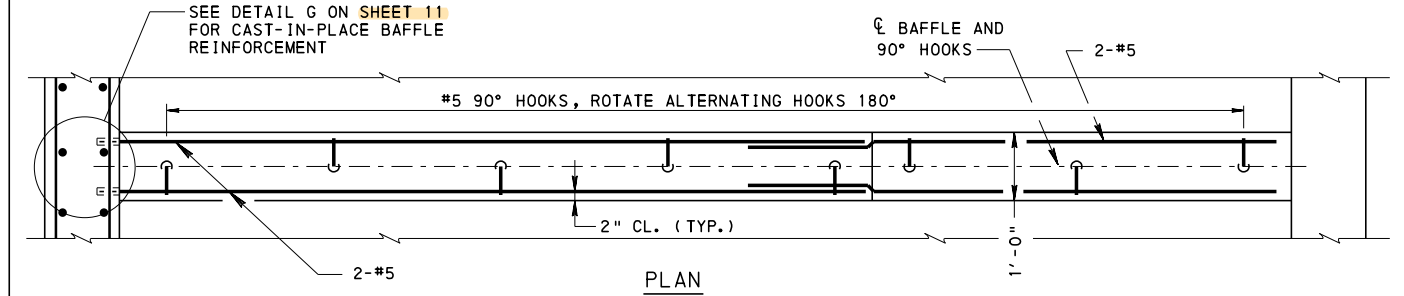 SEE DETAIL G ON SHEET 11
FOR CAST-IN-PLACE BAFFLE
REINFORCEMENT
℄ BAFFLE AND
90° HOOKS
2-#5
#5 90° HOOKS, ROTATE ALTERNATING HOOKS 180°
2" CL. (TYP.)
1'-0"
2-#5
PLAN